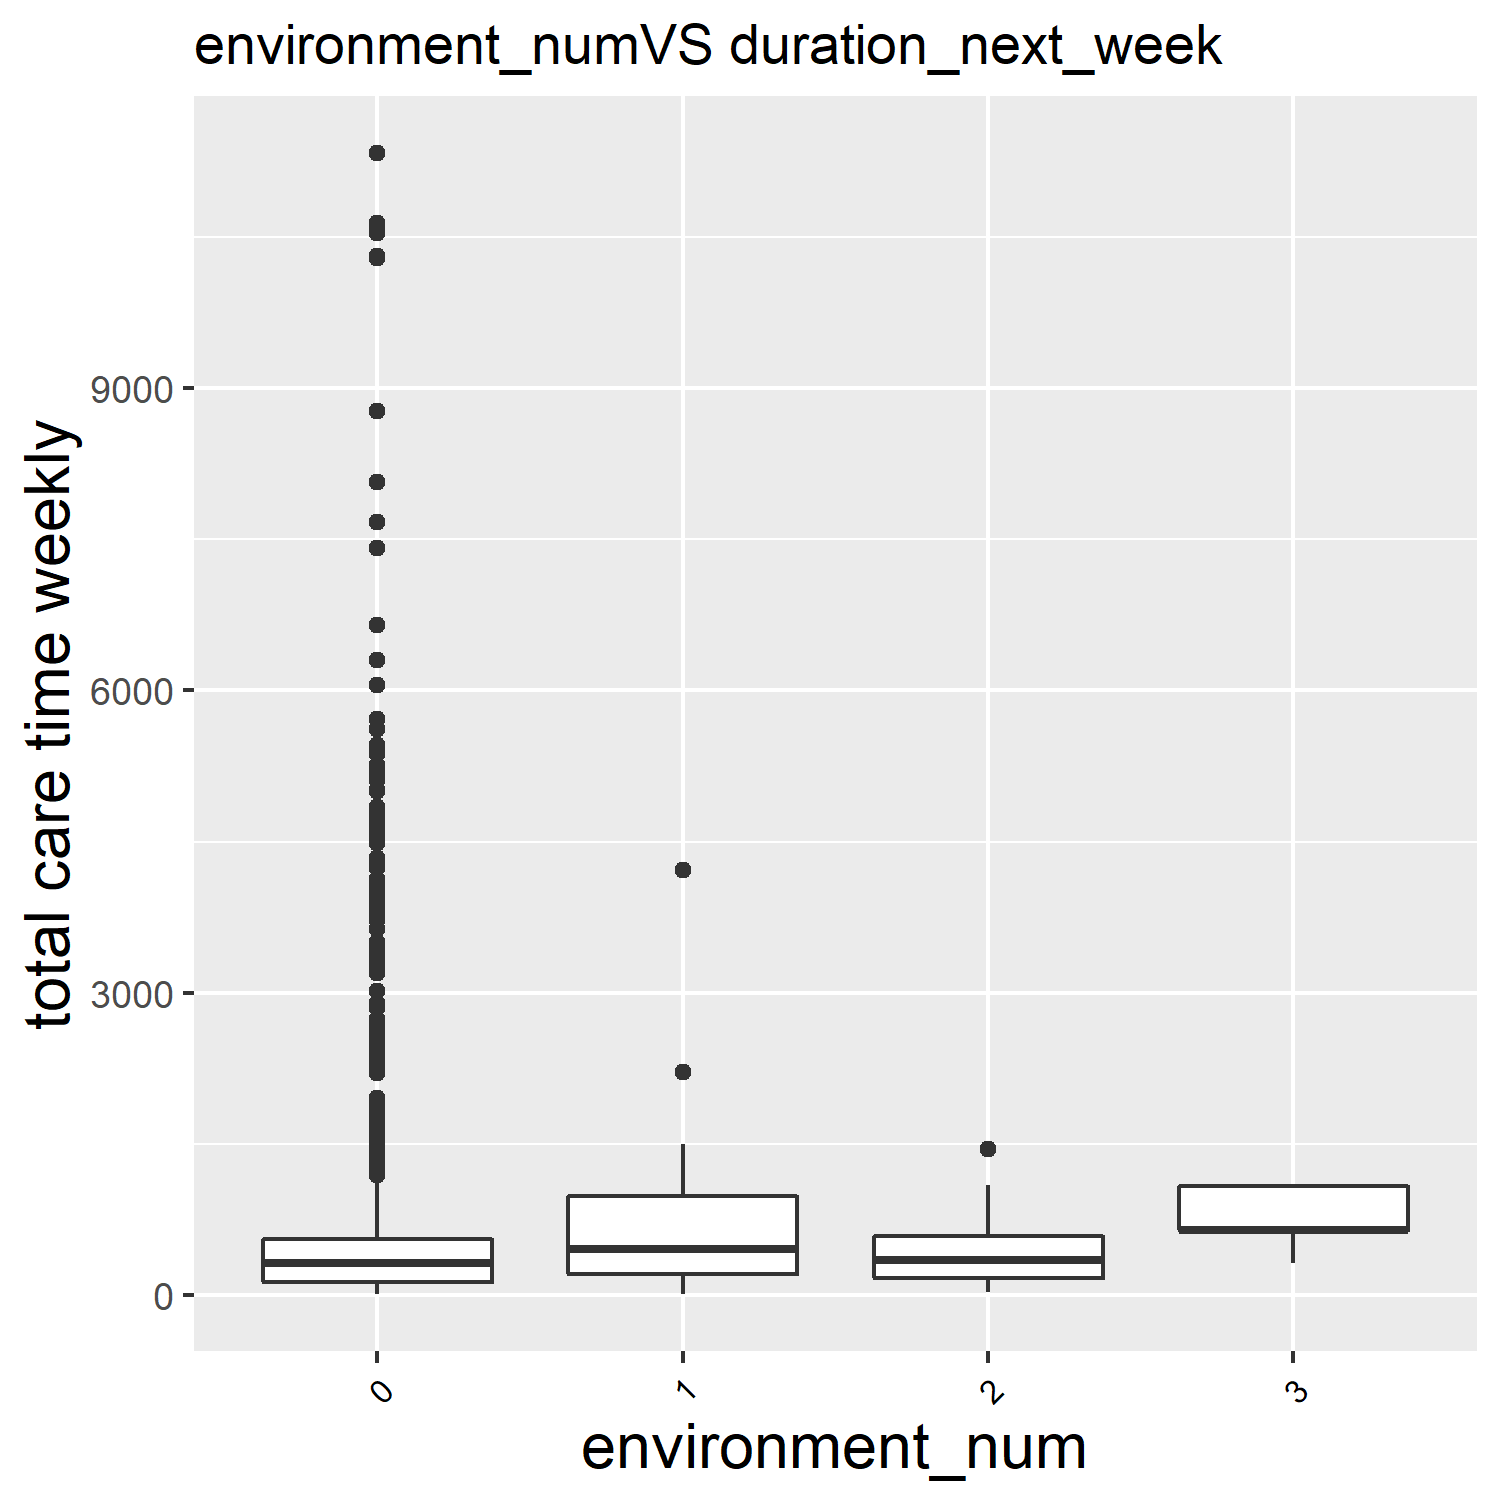 environment_numVS duration_next_week
total care time weekly
9000
6000
3000
0
0
1
2
3
environment_num